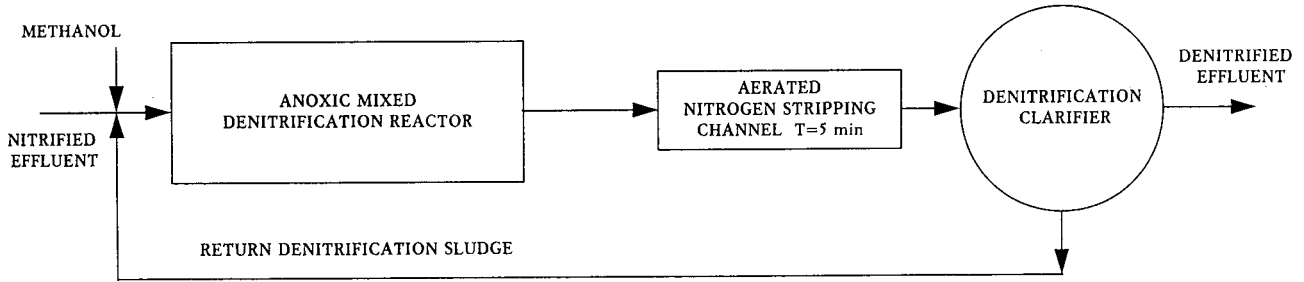 METHANOL
NITRIFIED
EFFLUENT
ANOXIC MIXED
DENITRIFICATION REACTOR
AERATED
NITROGEN STRIPPING
CHANNEL T=5 min
DENITRIFICATION
CLARIFIER
DENITRIFIED
EFFLUENT
RETURN DENITRIFICATION SLUDGE